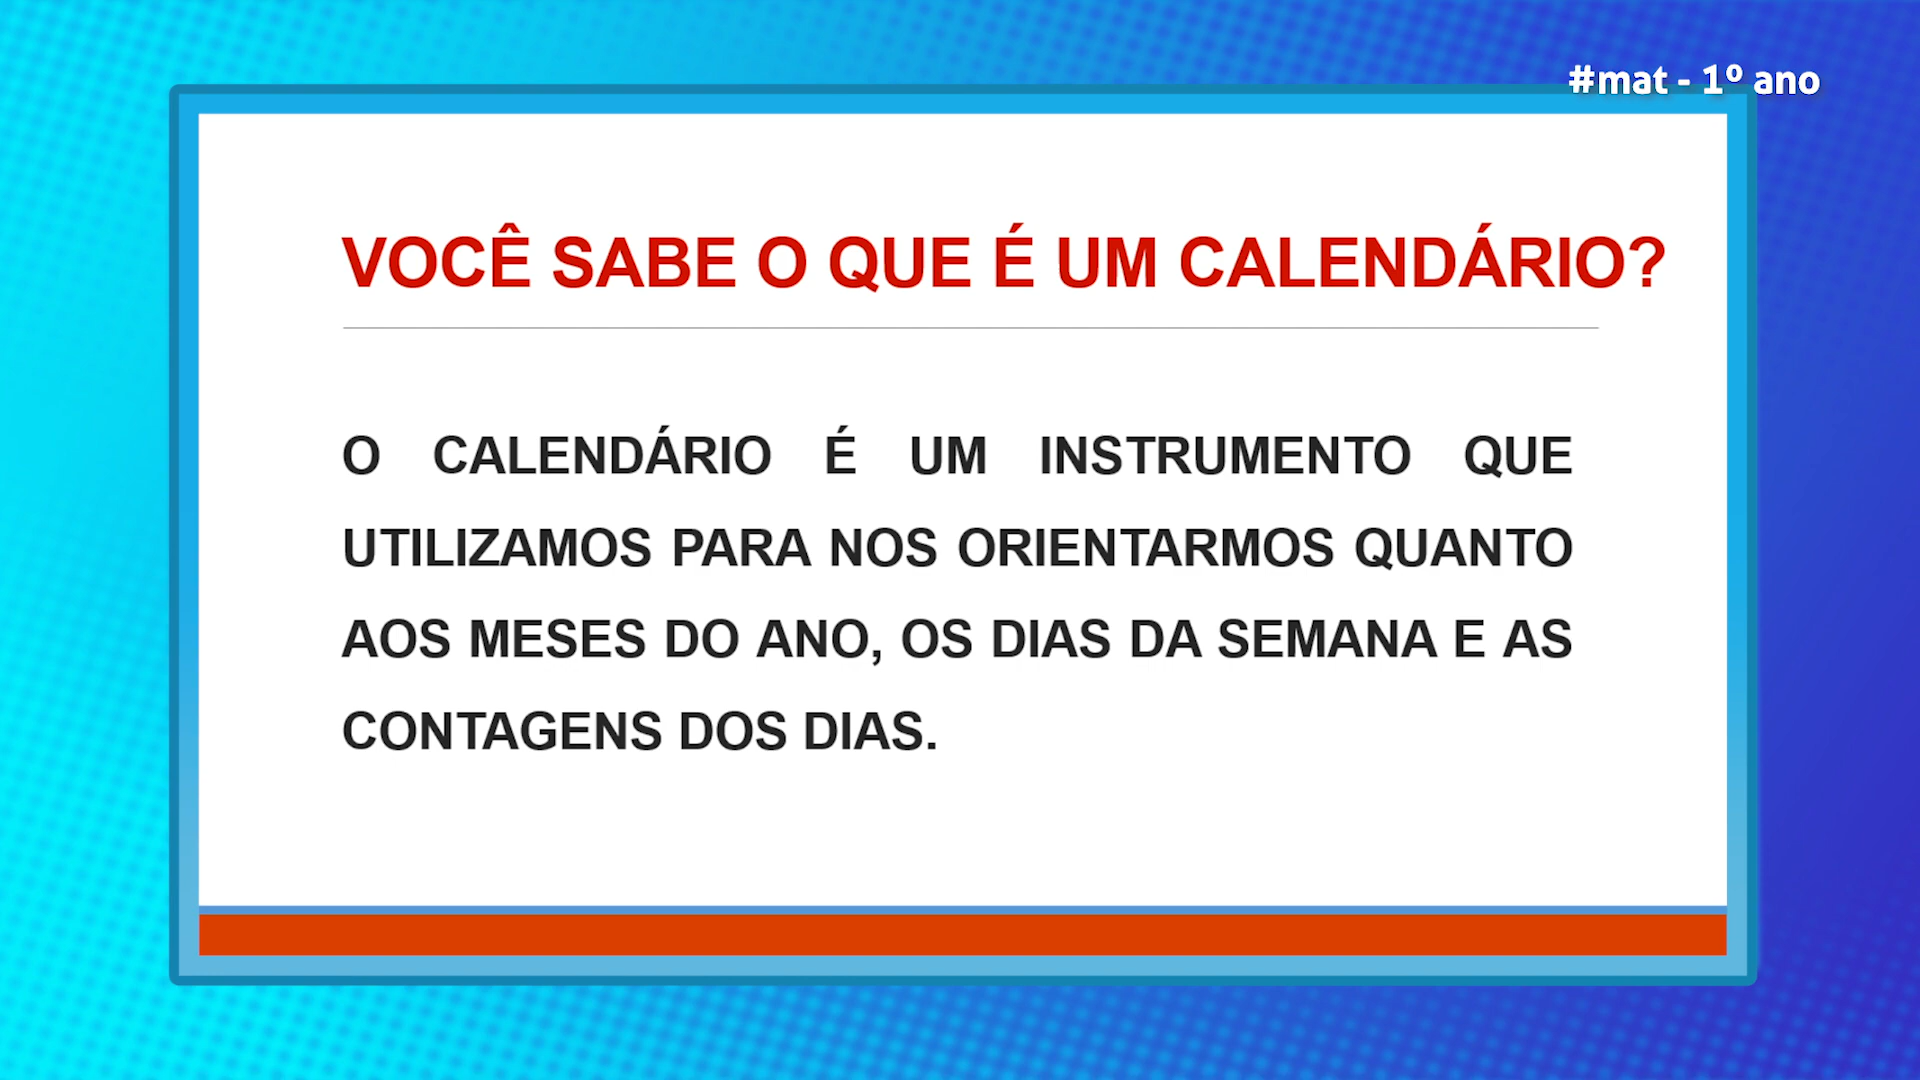 #mat - 1º ano
VOCÊ SABE O QUE É UM CALENDÁRIO?
O CALENDÁRIO É UM INSTRUMENTO QUE
UTILIZAMOS PARA NOS ORIENTARMOS QUANTO
AOS MESES DO ANO, OS DIAS DA SEMANA E AS
CONTAGENS DOS DIAS.